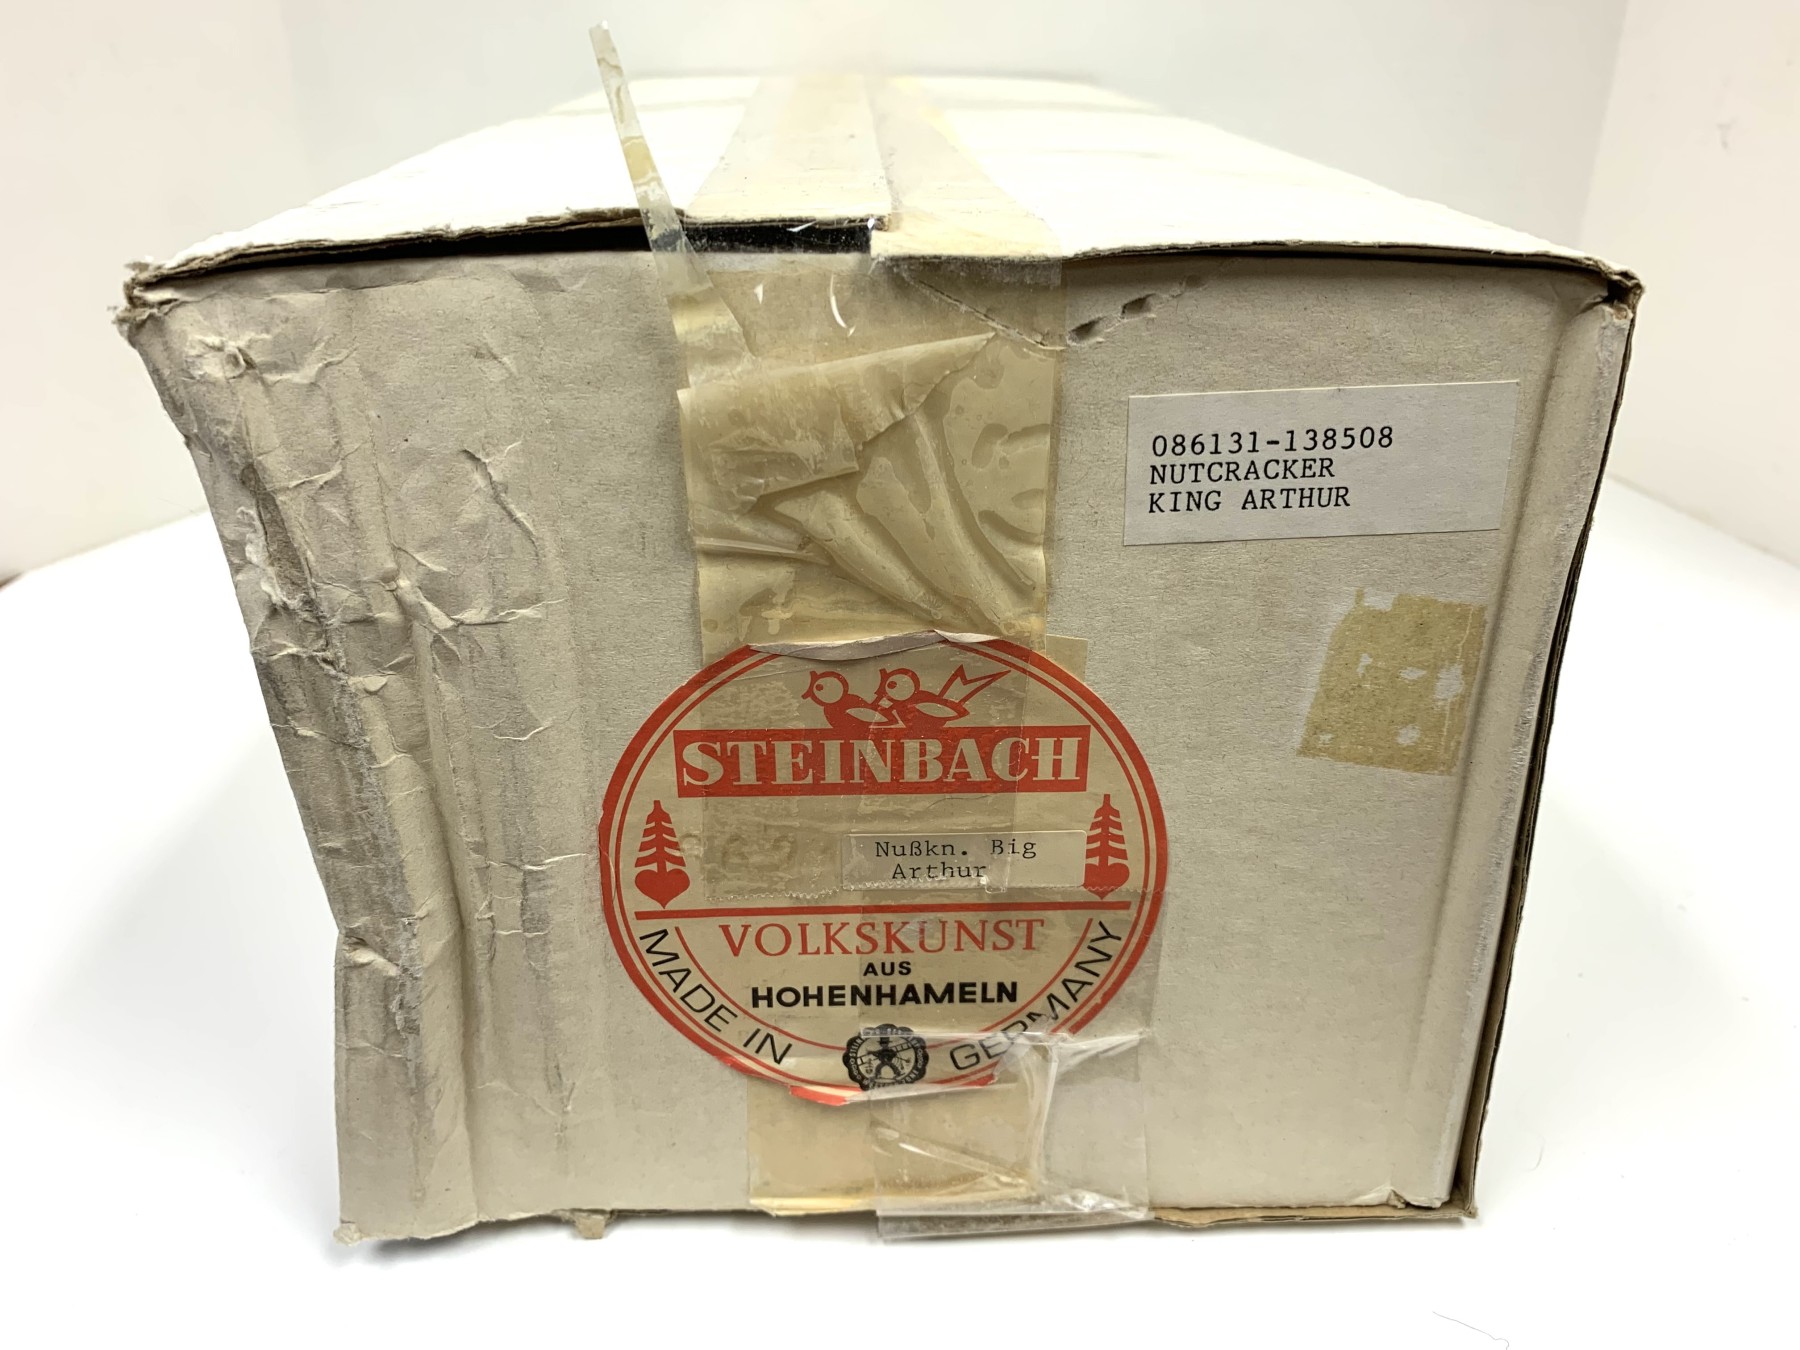 086131-138508
NUTCRACKER
KING ARTHUR
STEINBACH
Nußkn. Big
Arthur
VOLKSKUNST
AUS
HOHENHAMELN
MADE IN GERMANY